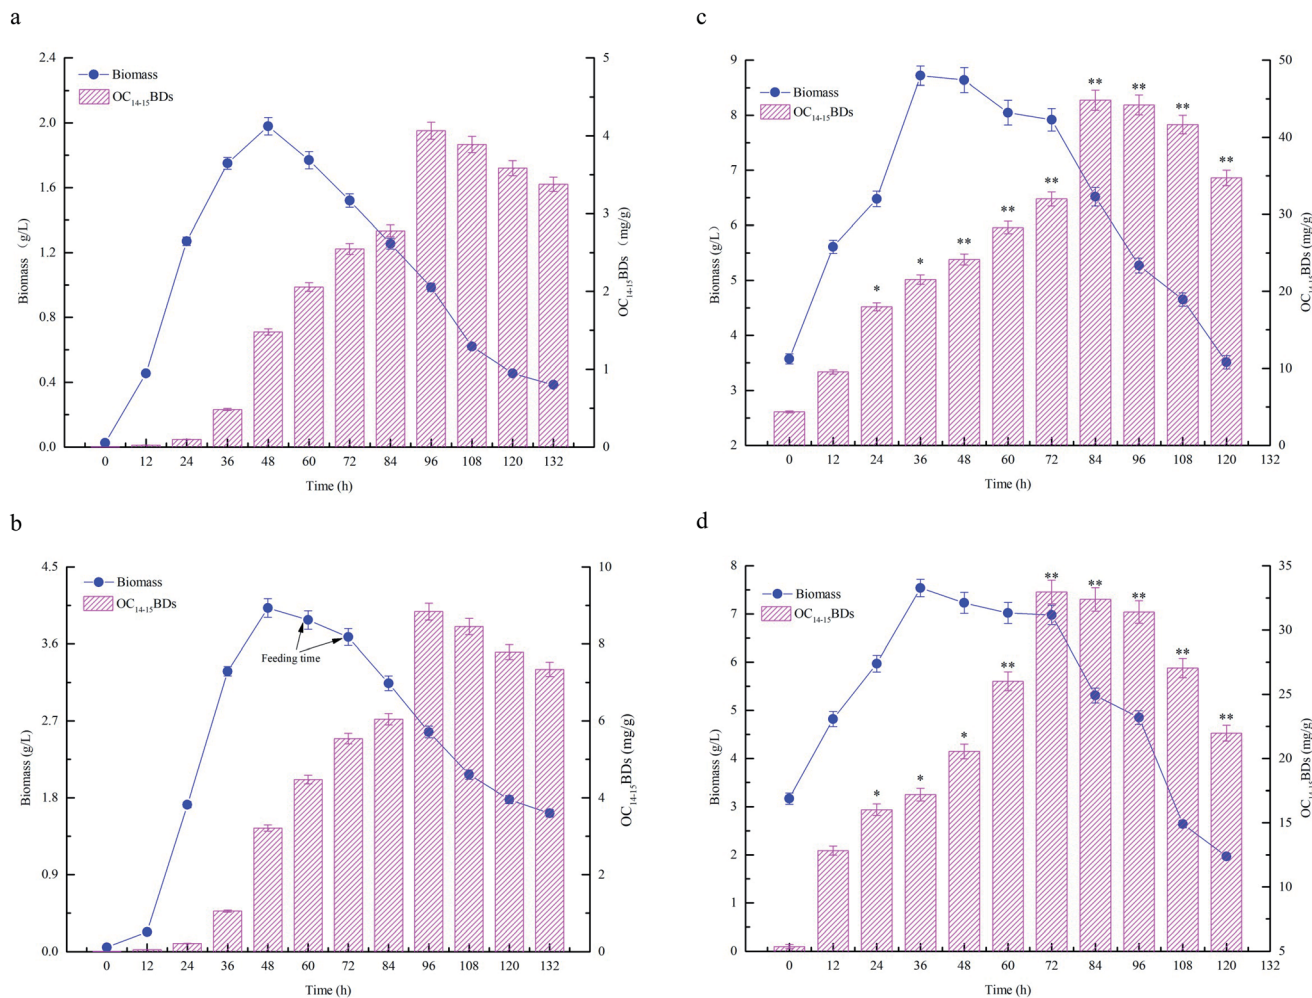 a
Biomass
OC14-15BDs
2.4
2.0
1.6
1.2
0.8
0.4
0.0
Biomass (g/L)
5
4
3
2
1
0
OC14-15BDs (mg/g)
0 12 24 36 48 60 72 84 96 108 120 132
Time (h)
c
Biomass
OC14-15BDs
9
8
7
6
5
4
3
2
Biomass (g/L)
* * ** ** ** ** ** ** **
50
40
30
20
10
0
OC14-15BDs (mg/g)
0 12 24 36 48 60 72 84 96 108 120 132
Time (h)
b
Biomass
OC14-15BDs
Feeding time
4.5
3.6
2.7
1.8
0.9
0.0
Biomass (g/L)
10
8
6
4
2
0
OC14-15BDs (mg/g)
0 12 24 36 48 60 72 84 96 108 120 132
Time (h)
d
Biomass
OC14-15BDs
8
7
6
5
4
3
2
1
0
Biomass (g/L)
* * * ** ** ** ** ** **
35
30
25
20
15
10
5
OC14-15BDs (mg/g)
0 12 24 36 48 60 72 84 96 108 120 132
Time (h)